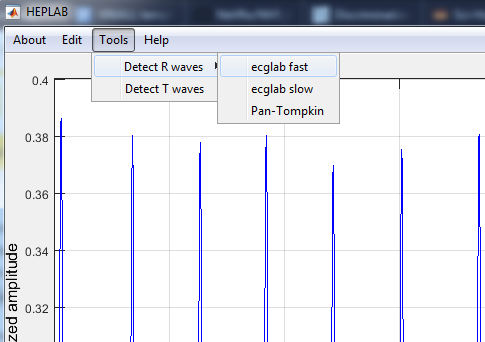 HEPLAB
About Edit Tools Help
Detect R waves
Detect T waves
ecglab fast
ecglab slow
Pan-Tompkin
0.4
0.38
0.36
0.34
0.32
zed amplitude